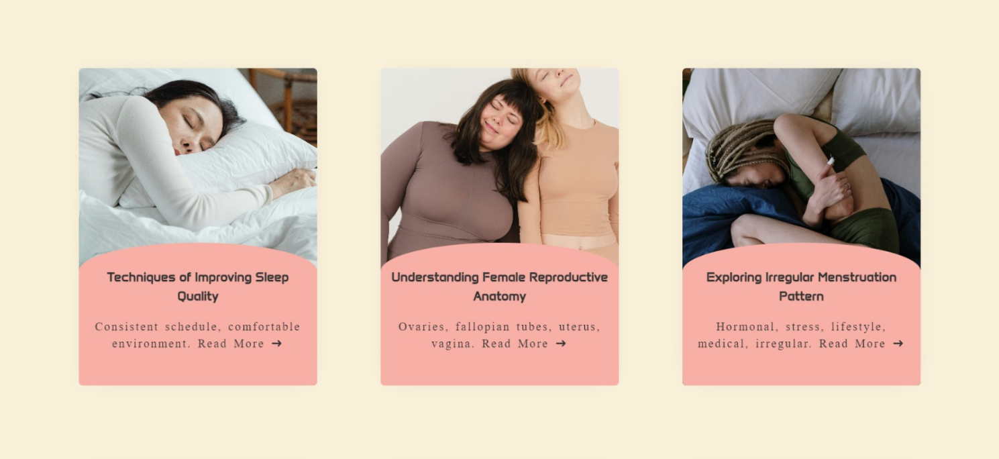 Techniques of Improving Sleep
Quality
Consistent schedule, comfortable
environment. Read More →
Understanding Female Reproductive
Anatomy
Ovaries, fallopian tubes, uterus,
vagina. Read More →
Exploring Irregular Menstruation
Pattern
Hormonal, stress, lifestyle,
medical, irregular. Read More →